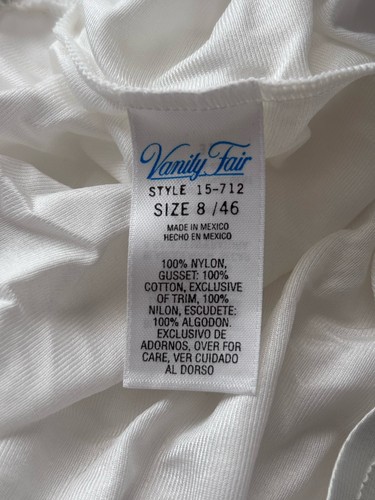 Vanity Fair
STYLE 15-712
SIZE 8 /46
MADE IN MEXICO
HECHO EN MEXICO
100% NYLON,
GUSSET: 100%
COTTON, EXCLUSIVE
OF TRIM, 100%
NILON, ESCUDETE:
100% ALGODON.
EXCLUSIVO DE
ADORNOS, OVER FOR
CARE, VER CUIDADO
AL DORSO